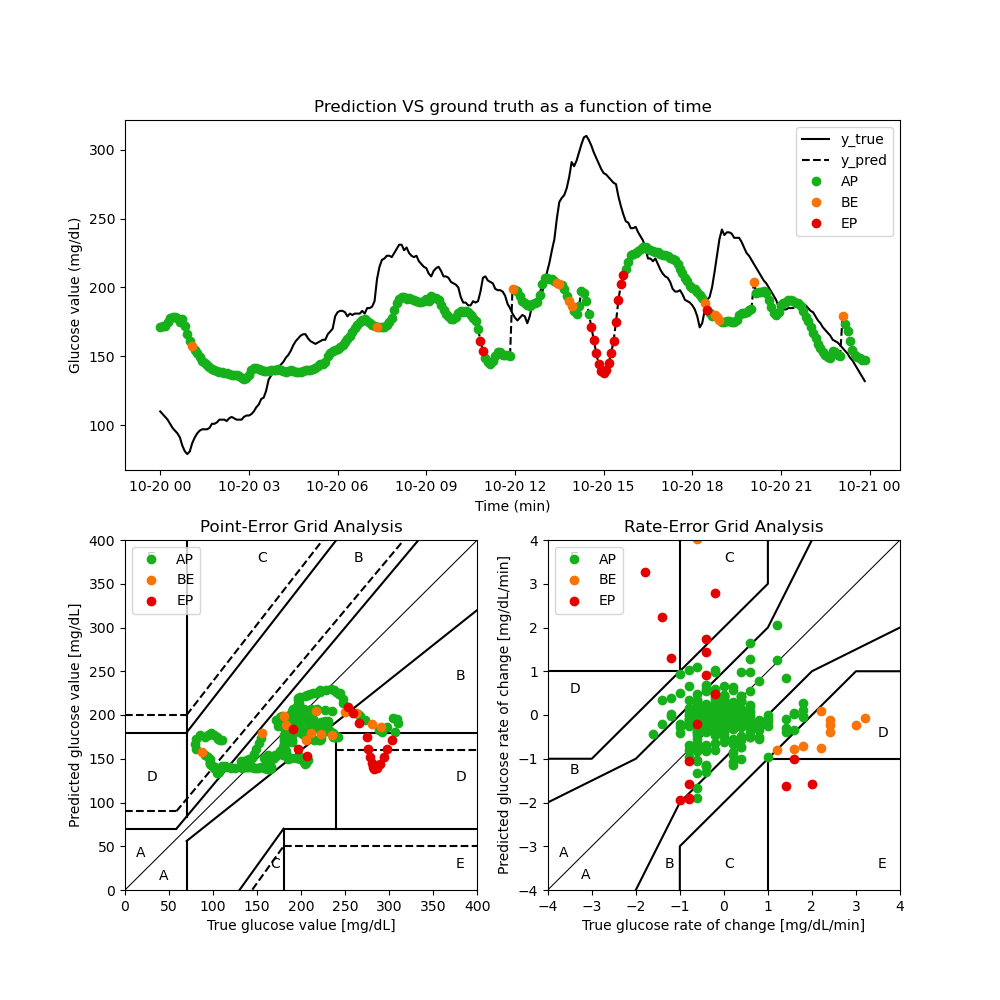 Prediction VS ground truth as a function of time
Glucose value (mg/dL)
300
250
200
150
100
y_true
y_pred
AP
BE
EP
10-20 00 10-20 03 10-20 06 10-20 09 10-20 12 10-20 15 10-20 18 10-20 21 10-21 00
Time (min)
Point-Error Grid Analysis
Predicted glucose value [mg/dL]
400
350
300
250
200
150
100
50
0
AP
BE
EP
C
B
B
D
D
A
A
C
E
0 50 100 150 200 250 300 350 400
True glucose value [mg/dL]
Rate-Error Grid Analysis
Predicted glucose rate of change [mg/dL/min]
4
3
2
1
0
−1
−2
−3
−4
AP
BE
EP
C
D
D
B
A
A
B
C
E
−4 −3 −2 −1 0 1 2 3 4
True glucose rate of change [mg/dL/min]